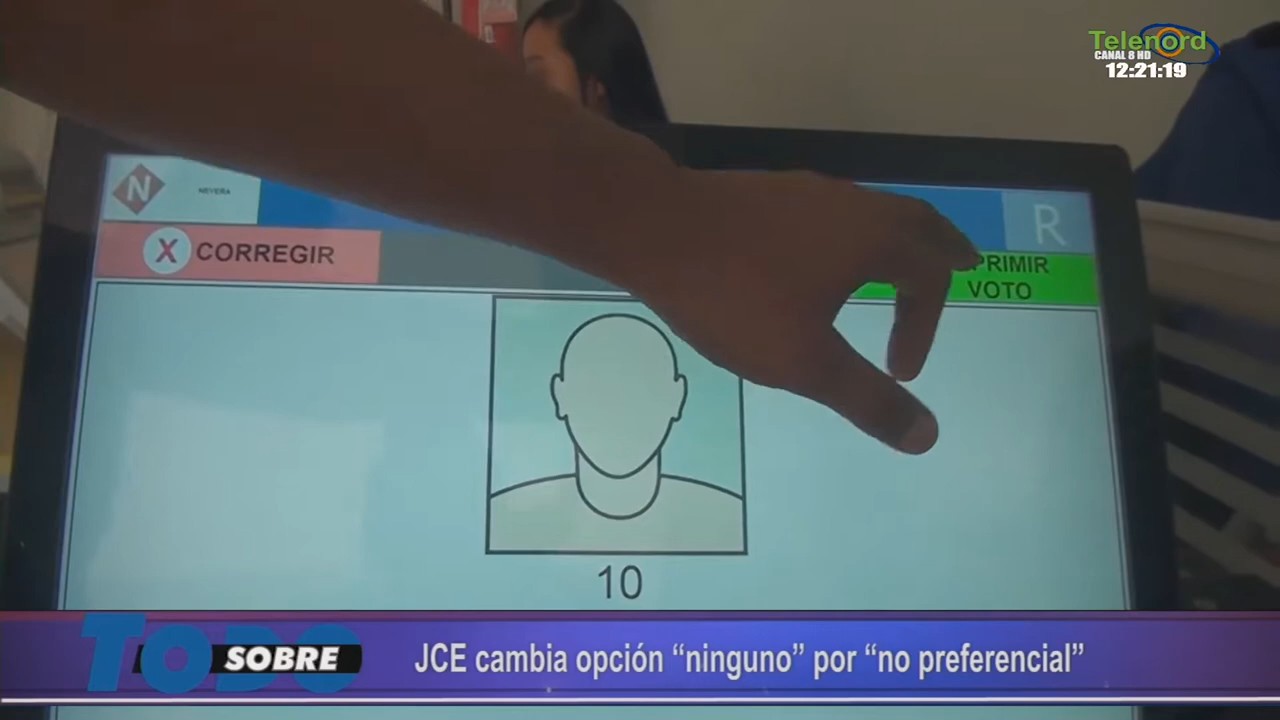 Telenord
CANAL 8 HD
12:21:19
N
NEVERA
R
X CORREGIR
PRIMIR
VOTO
10
TODO
SOBRE
JCE cambia opción “ninguno” por “no preferencial”